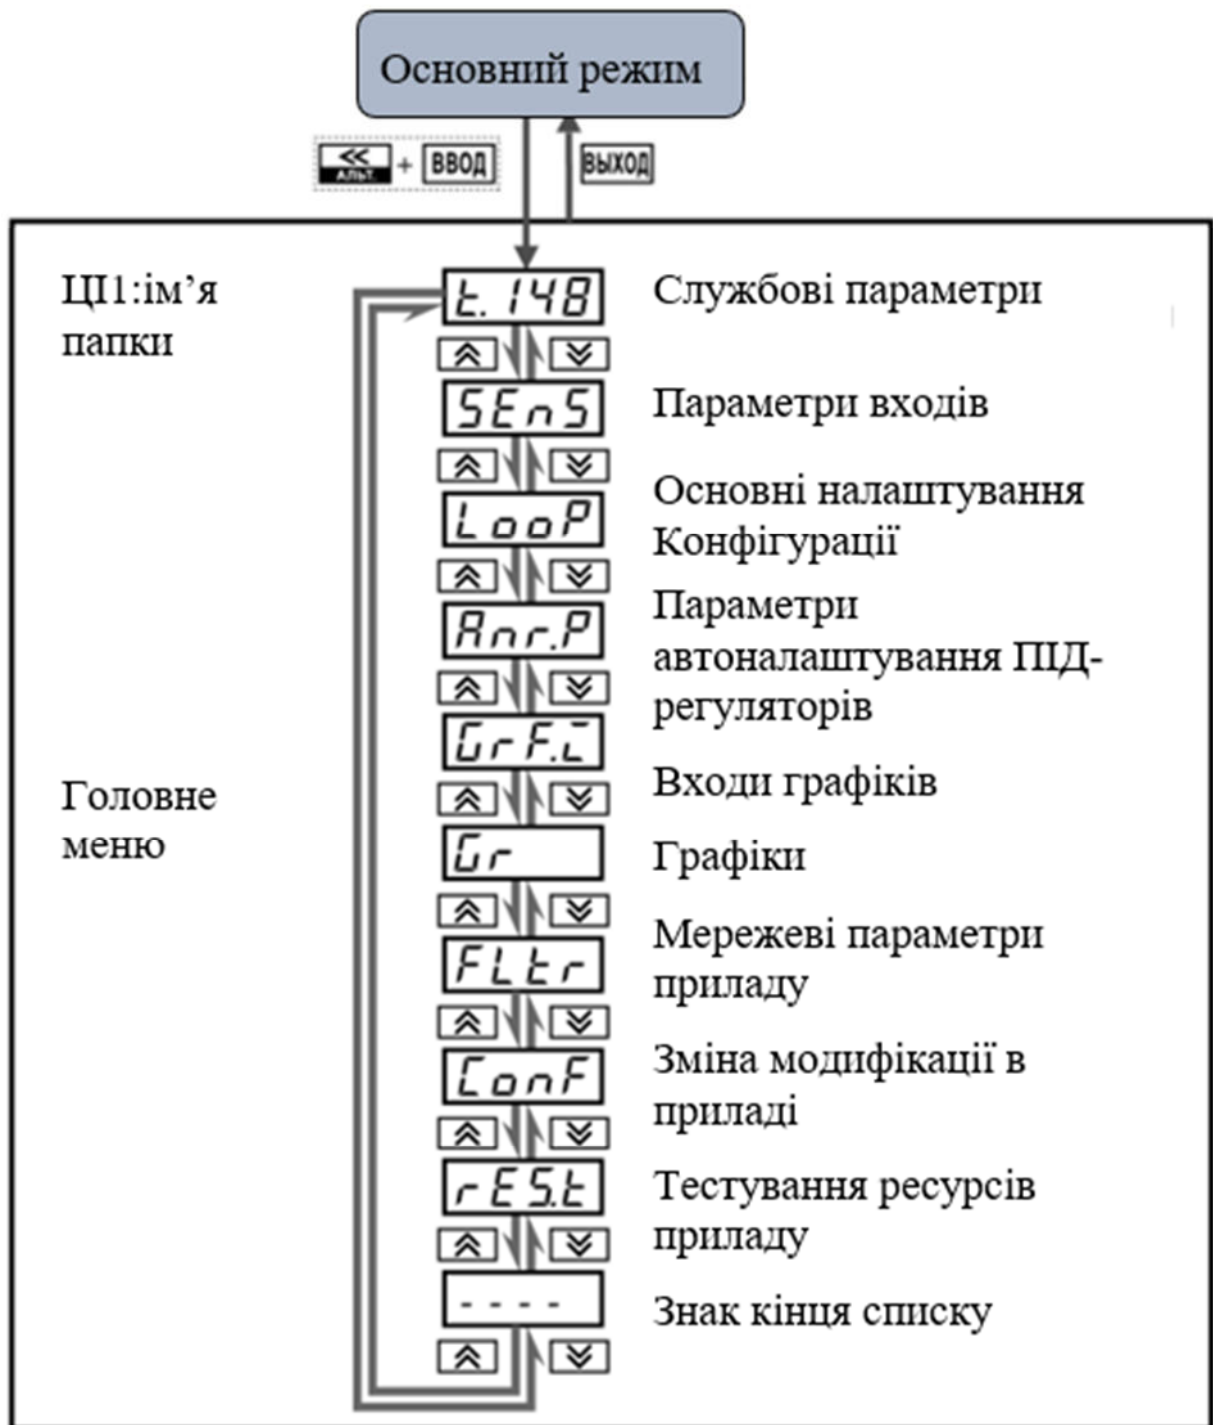 Основний режим
<<
АЛЬТ.
+ ВВОД
ВЫХОД
ЦІ1:ім’я
папки
t.148
Службові параметри
SEnS
Параметри входів
LooP
Основні налаштування
Конфігурації
Anr.P
Параметри
автоналаштування ПІД-
регуляторів
GrF.i
Входи графіків
Головне
меню
Gr
Графіки
FLtr
Мережеві параметри
приладу
ConF
Зміна модифікації в
приладі
rES.t
Тестування ресурсів
приладу
----
Знак кінця списку